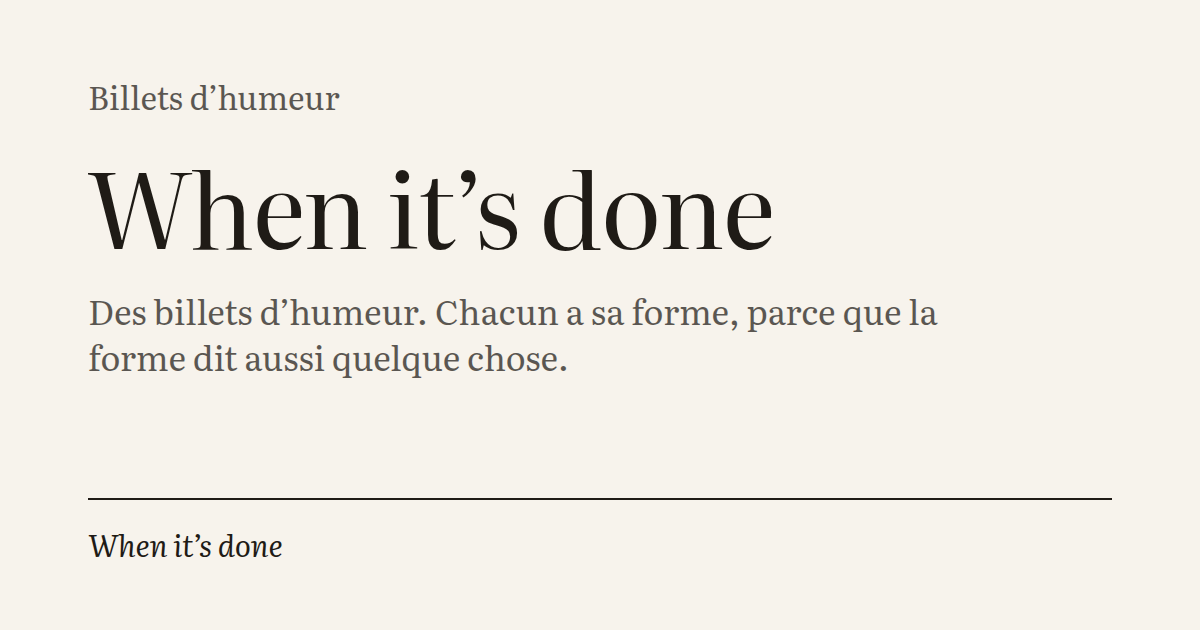 Billets d’humeur
When it’s done
Des billets d’humeur. Chacun a sa forme, parce que la
forme dit aussi quelque chose.
When it’s done